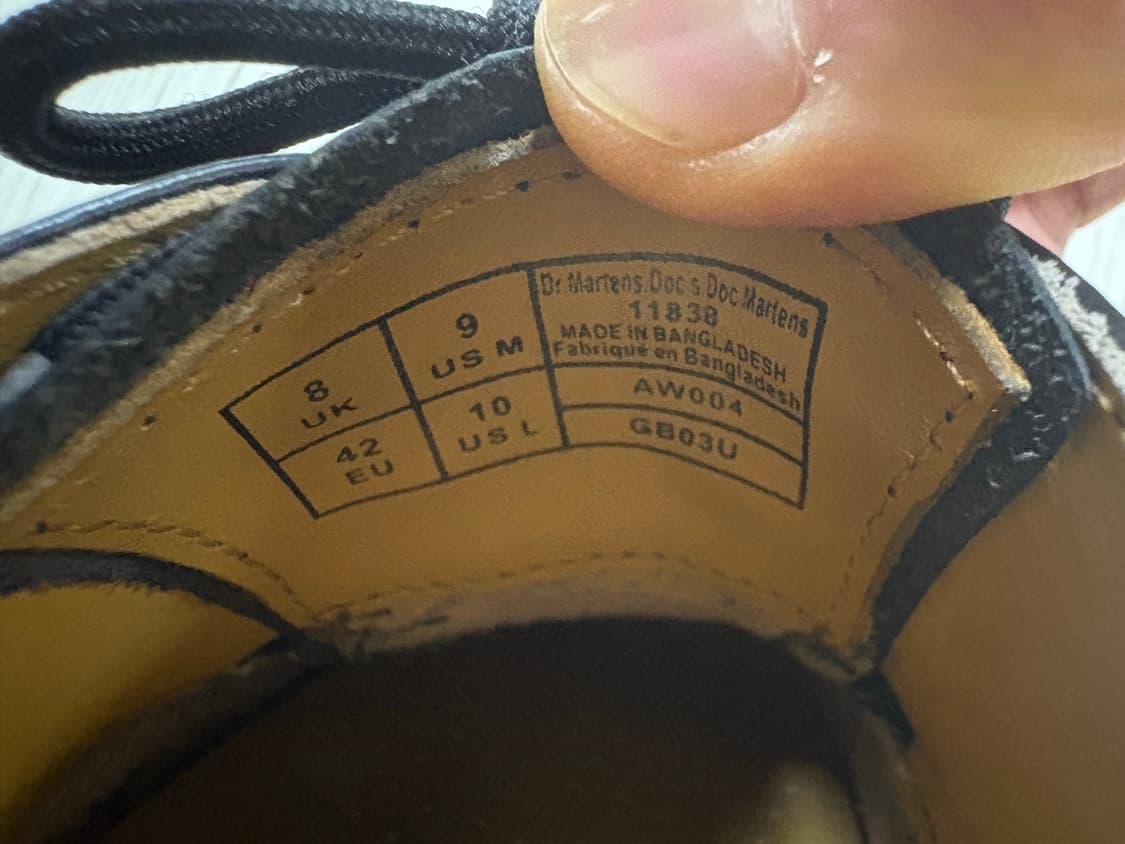 8
UK
42
EU
9
US M
10
US L
Dr. Martens.Doc's.Doc Martens
11838
MADE IN BANGLADESH
Fabriqué en Bangladesh
AW004
GB03U